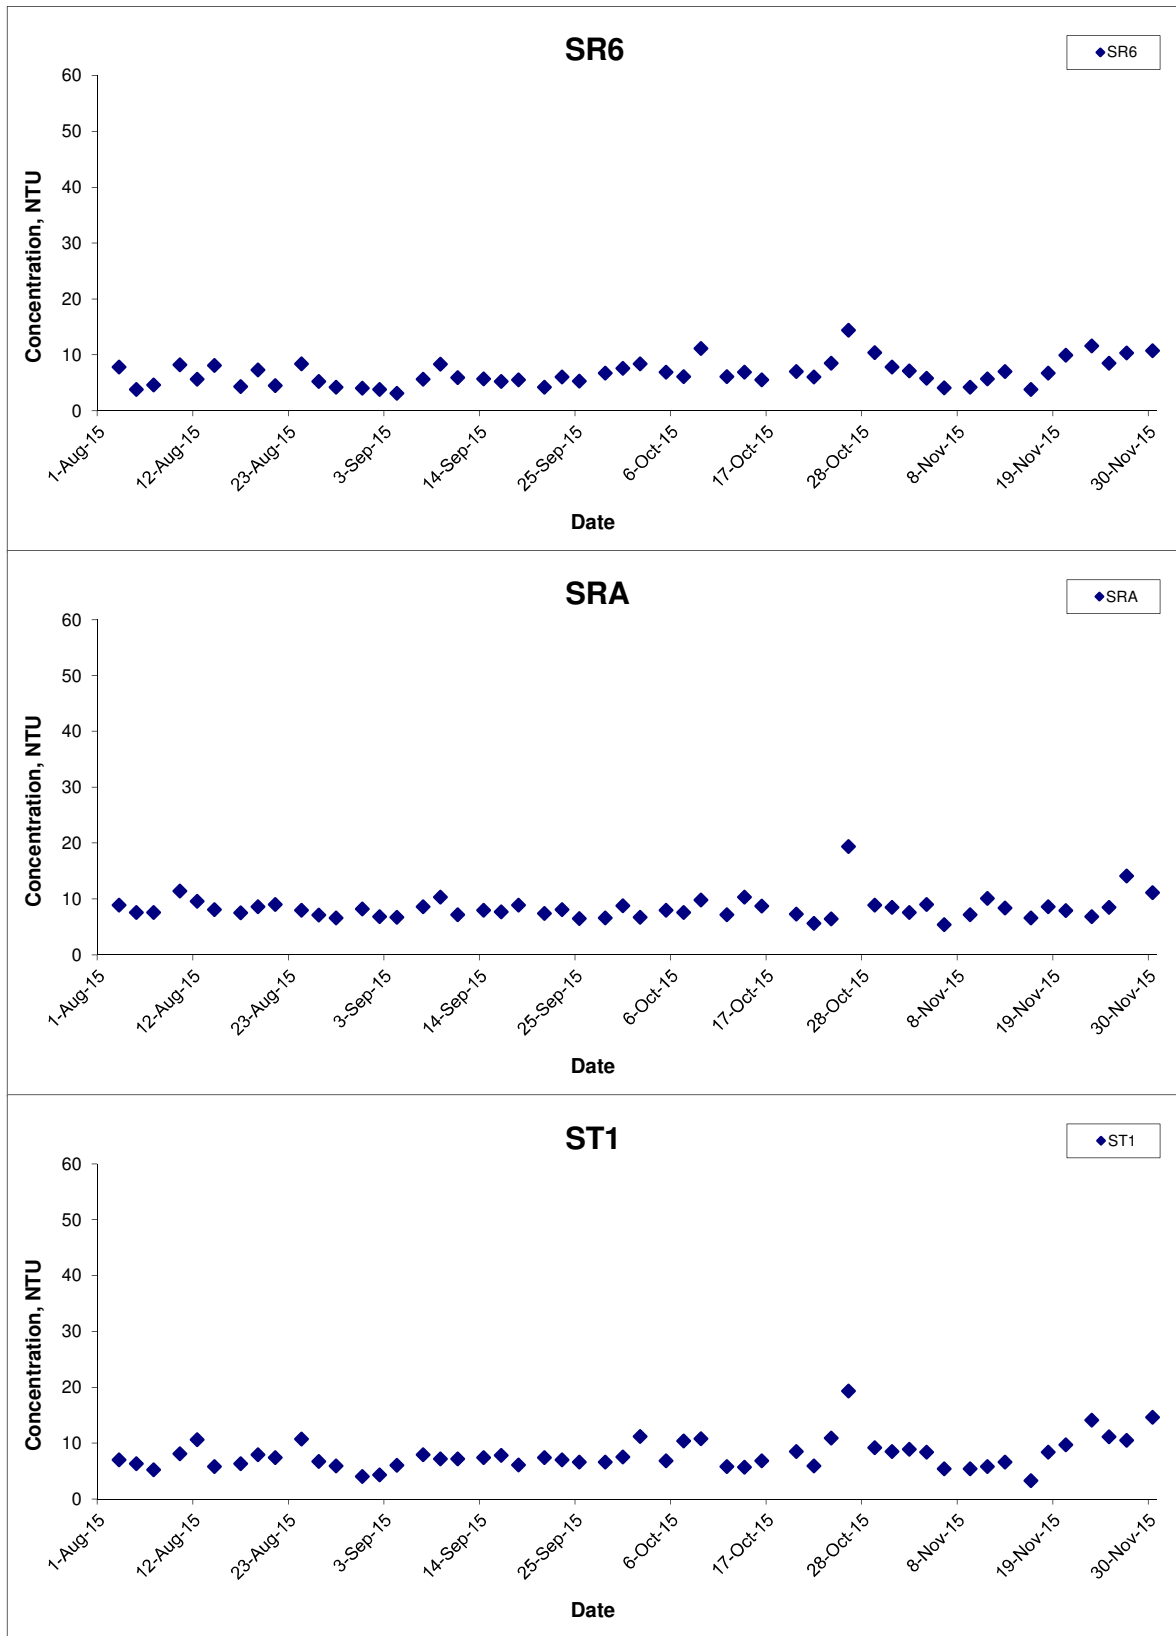 SR6
SR6
60
50
40
30
20
10
0
Concentration, NTU
1-Aug-15
12-Aug-15
23-Aug-15
3-Sep-15
14-Sep-15
25-Sep-15
6-Oct-15
17-Oct-15
28-Oct-15
8-Nov-15
19-Nov-15
30-Nov-15
Date
SRA
SRA
60
50
40
30
20
10
0
Concentration, NTU
1-Aug-15
12-Aug-15
23-Aug-15
3-Sep-15
14-Sep-15
25-Sep-15
6-Oct-15
17-Oct-15
28-Oct-15
8-Nov-15
19-Nov-15
30-Nov-15
Date
ST1
ST1
60
50
40
30
20
10
0
Concentration, NTU
1-Aug-15
12-Aug-15
23-Aug-15
3-Sep-15
14-Sep-15
25-Sep-15
6-Oct-15
17-Oct-15
28-Oct-15
8-Nov-15
19-Nov-15
30-Nov-15
Date